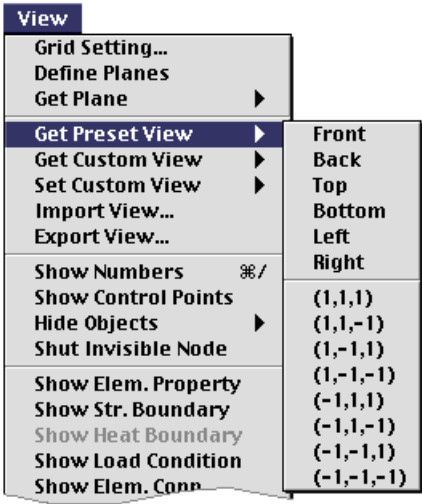 View
Grid Setting...
Define Planes
Get Plane
Get Preset View
Get Custom View
Set Custom View
Import View...
Export View...
Show Numbers ⌘/
Show Control Points
Hide Objects
Shut Invisible Node
Show Elem. Property
Show Str. Boundary
Show Heat Boundary
Show Load Condition
Show Elem. Conn
Front
Back
Top
Bottom
Left
Right
(1,1,1)
(1,1,-1)
(1,-1,1)
(1,-1,-1)
(-1,1,1)
(-1,1,-1)
(-1,-1,1)
(-1,-1,-1)